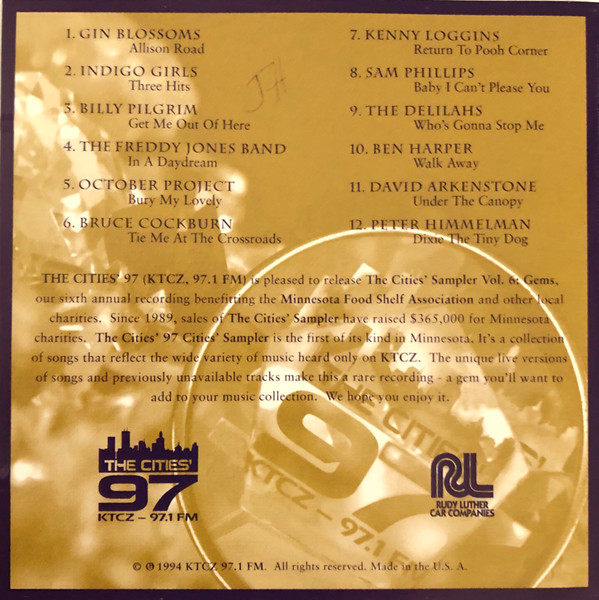 1. GIN BLOSSOMS
Allison Road
2. INDIGO GIRLS
Three Hits
3. BILLY PILGRIM
Get Me Out Of Here
4. THE FREDDY JONES BAND
In A Daydream
5. OCTOBER PROJECT
Bury My Lovely
6. BRUCE COCKBURN
Tie Me At The Crossroads
7. KENNY LOGGINS
Return To Pooh Corner
8. SAM PHILLIPS
Baby I Can't Please You
9. THE DELILAHS
Who's Gonna Stop Me
10. BEN HARPER
Walk Away
11. DAVID ARKENSTONE
Under The Canopy
12. PETER HIMMELMAN
Dixie The Tiny Dog
JH
THE CITIES' 97 (KTCZ, 97.1 FM) is pleased to release The Cities' Sampler Vol. 6: Gems,
our sixth annual recording benefitting the Minnesota Food Shelf Association and other local
charities. Since 1989, sales of The Cities' Sampler have raised $365,000 for Minnesota
charities. The Cities' 97 Cities' Sampler is the first of its kind in Minnesota. It's a collection
of songs that reflect the wide variety of music heard only on KTCZ. The unique live versions
of songs and previously unavailable tracks make this a rare recording - a gem you'll want to
add to your music collection. We hope you enjoy it.
THE CITIES'
97
KTCZ – 97.1 FM
THE CITIES'
97
KTCZ – 97.1 FM
RL
RUDY LUTHER
CAR COMPANIES
© ℗ 1994 KTCZ 97.1 FM. All rights reserved. Made in the U. S. A.